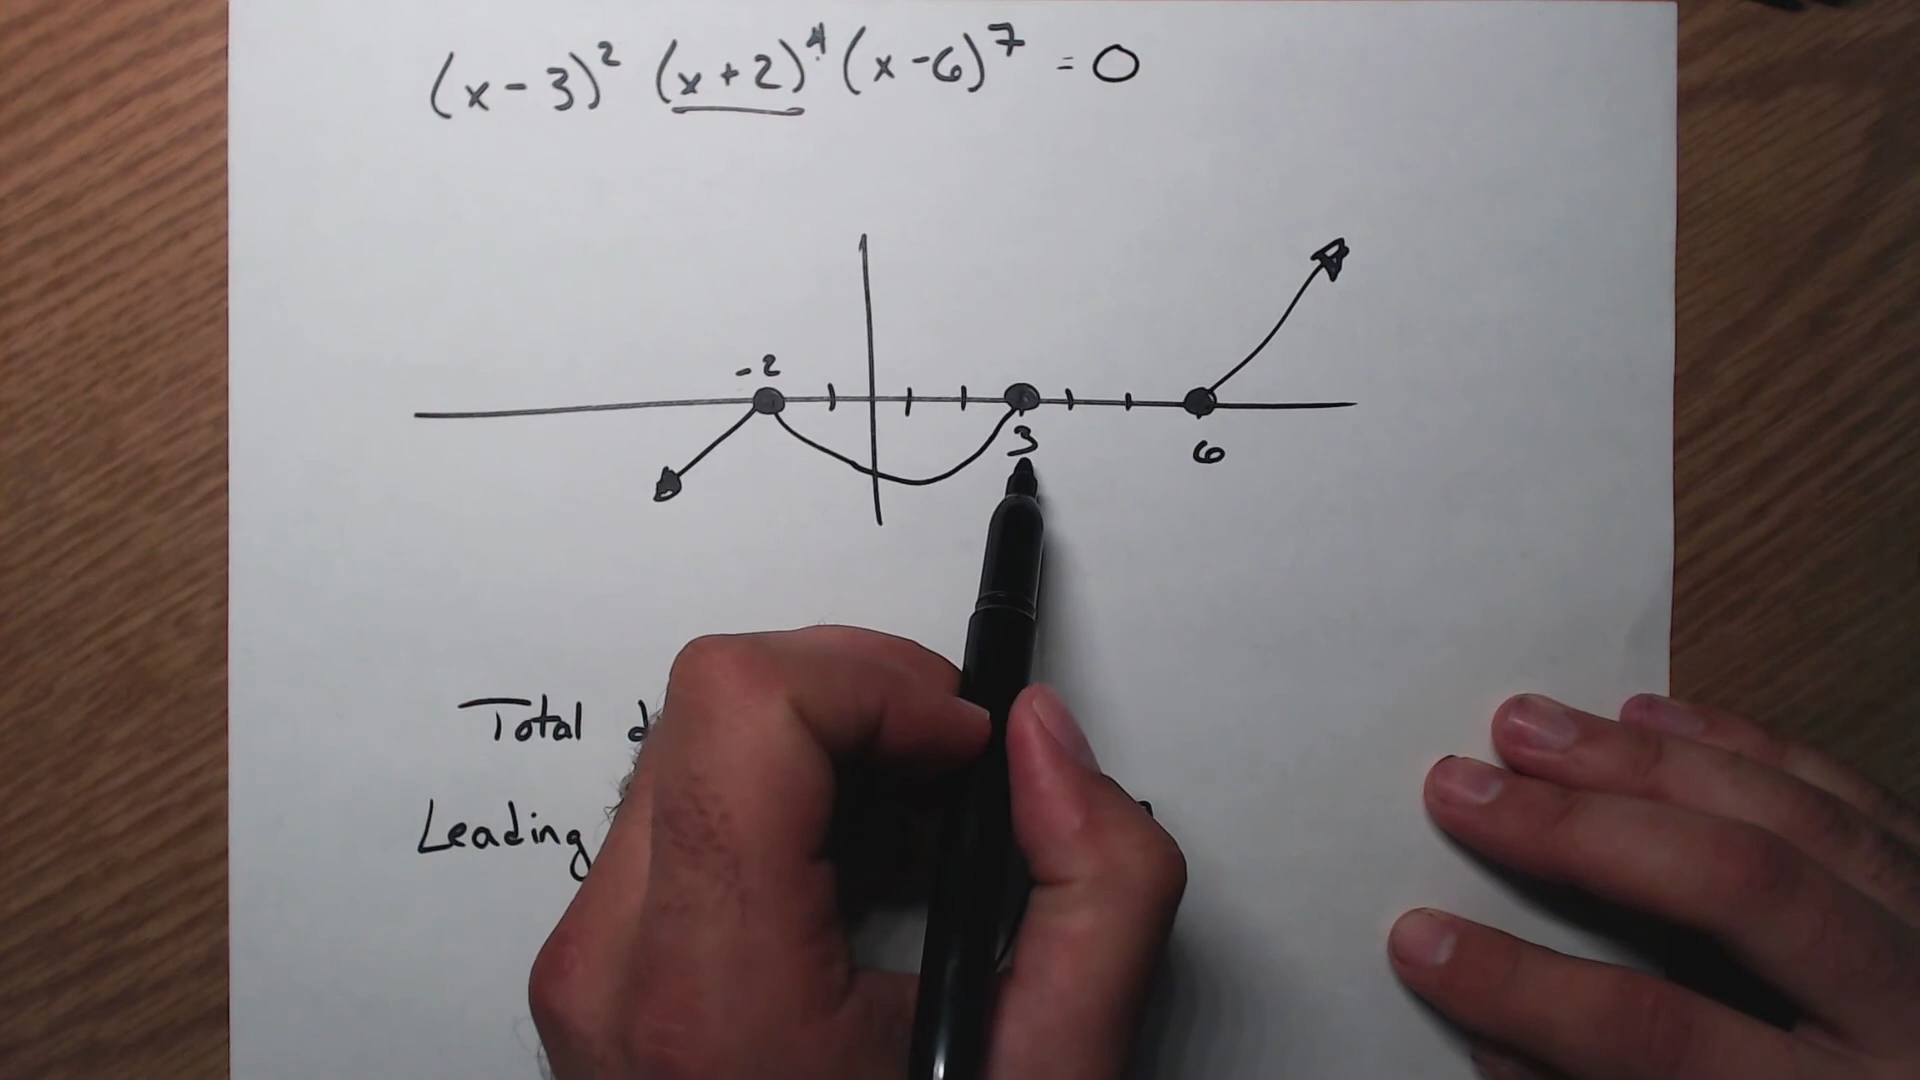 (x-3)² (x+2)⁴ (x-6)⁷ = 0
-2
3
6
Total
Leading